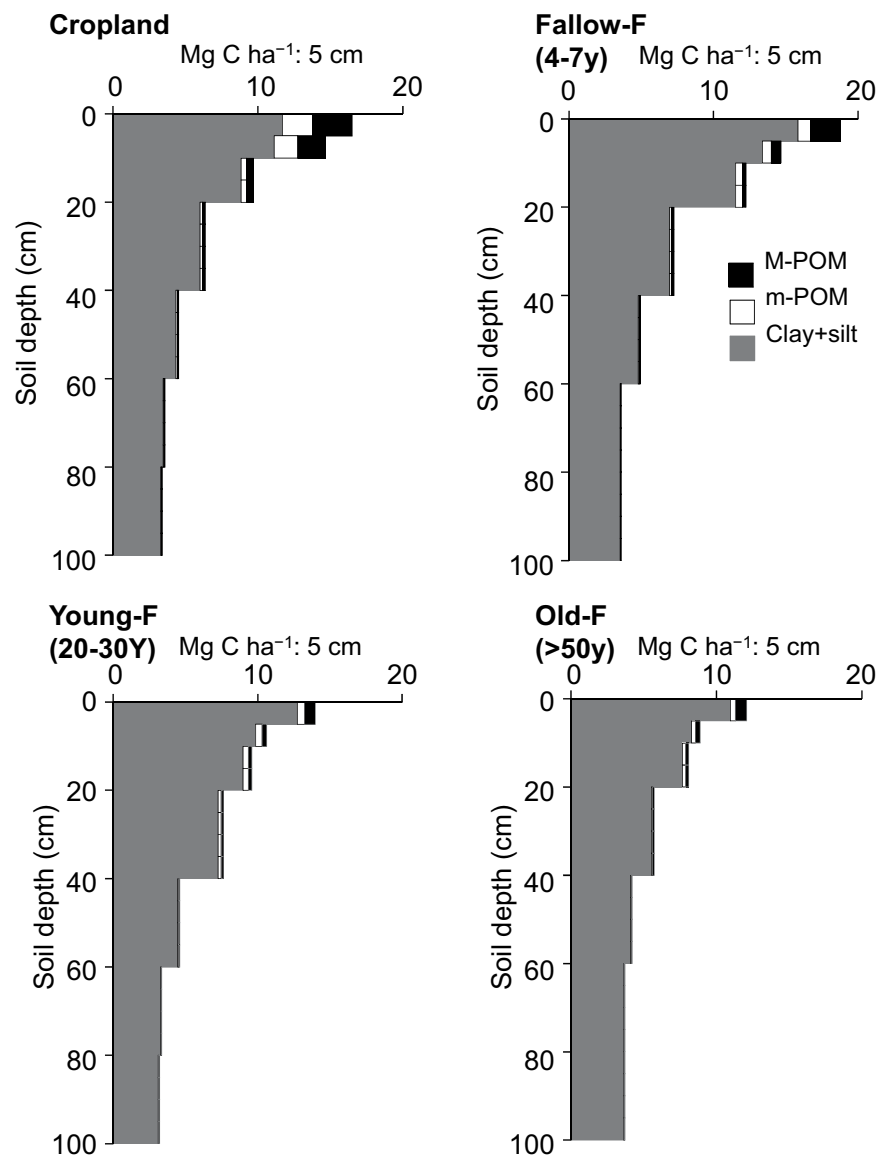 Cropland
Mg C ha⁻¹: 5 cm
0 10 20
0
20
40
60
80
100
Soil depth (cm)
Fallow-F
(4-7y) Mg C ha⁻¹: 5 cm
0 10 20
0
20
40
60
80
100
Soil depth (cm)
M-POM
m-POM
Clay+silt
Young-F
(20-30Y) Mg C ha⁻¹: 5 cm
0 10 20
0
20
40
60
80
100
Soil depth (cm)
Old-F
(>50y) Mg C ha⁻¹: 5 cm
0 10 20
0
20
40
60
80
100
Soil depth (cm)